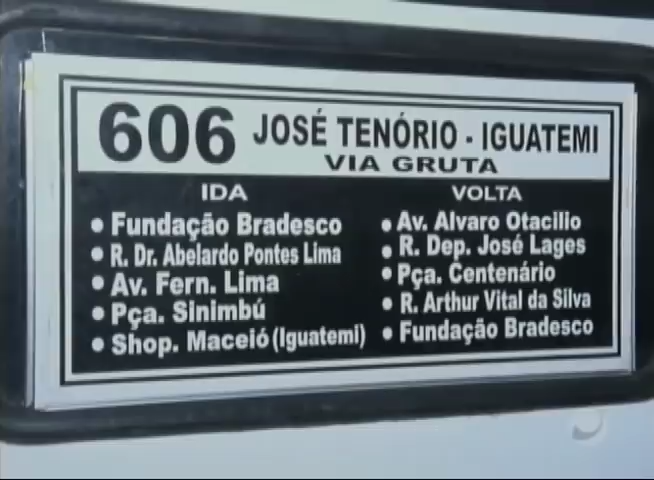 606 JOSÉ TENÓRIO - IGUATEMI
VIA GRUTA
IDA
• Fundação Bradesco
• R. Dr. Abelardo Pontes Lima
• Av. Fern. Lima
• Pça. Sinimbú
• Shop. Maceió (Iguatemi)
VOLTA
• Av. Alvaro Otacilio
• R. Dep. José Lages
• Pça. Centenário
• R. Arthur Vital da Silva
• Fundação Bradesco